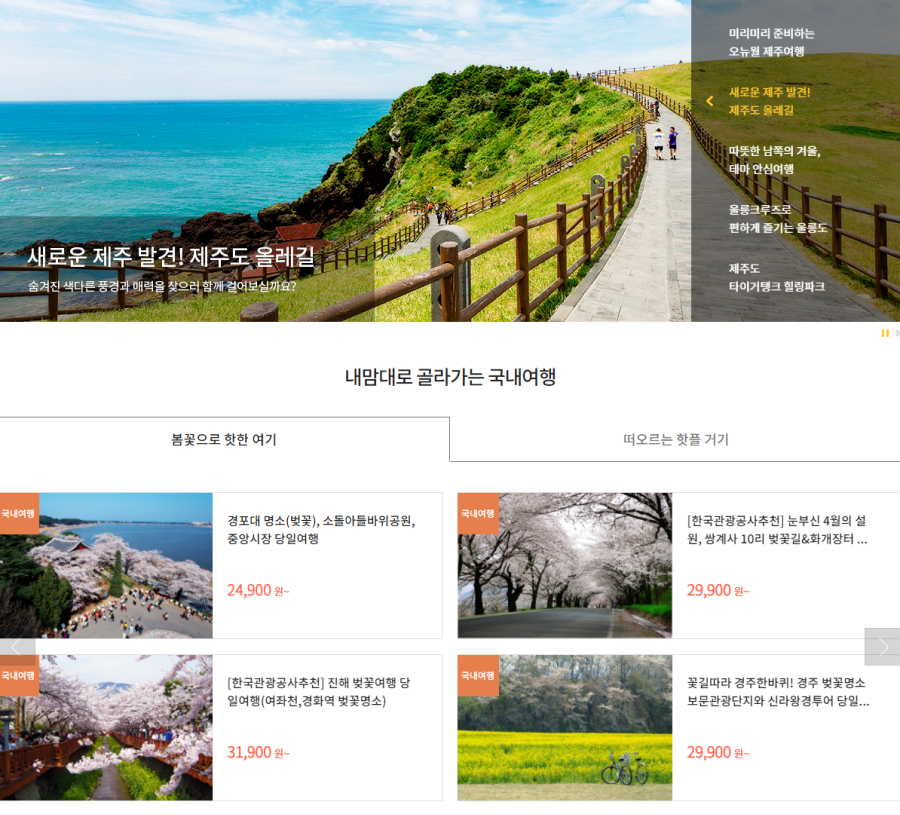 미리미리 준비하는
오뉴월 제주여행
새로운 제주 발견!
제주도 올레길
따뜻한 남쪽의 겨울,
테마 안심여행
울릉크루즈로
편하게 즐기는 울릉도
제주도
타이거탱크 힐링파크
새로운 제주 발견! 제주도 올레길
숨겨진 색다른 풍경과 매력을 찾으러 함께 걸어보실까요?
내맘대로 골라가는 국내여행
봄꽃으로 핫한 여기
떠오르는 핫플 거기
국내여행
경포대 명소(벚꽃), 소돌아들바위공원,
중앙시장 당일여행
24,900 원~
국내여행
[한국관광공사추천] 눈부신 4월의 설
원, 쌍계사 10리 벚꽃길&화개장터 ...
29,900 원~
국내여행
[한국관광공사추천] 진해 벚꽃여행 당
일여행(여좌천,경화역 벚꽃명소)
31,900 원~
국내여행
꽃길따라 경주한바퀴! 경주 벚꽃명소
보문관광단지와 신라왕경투어 당일...
29,900 원~